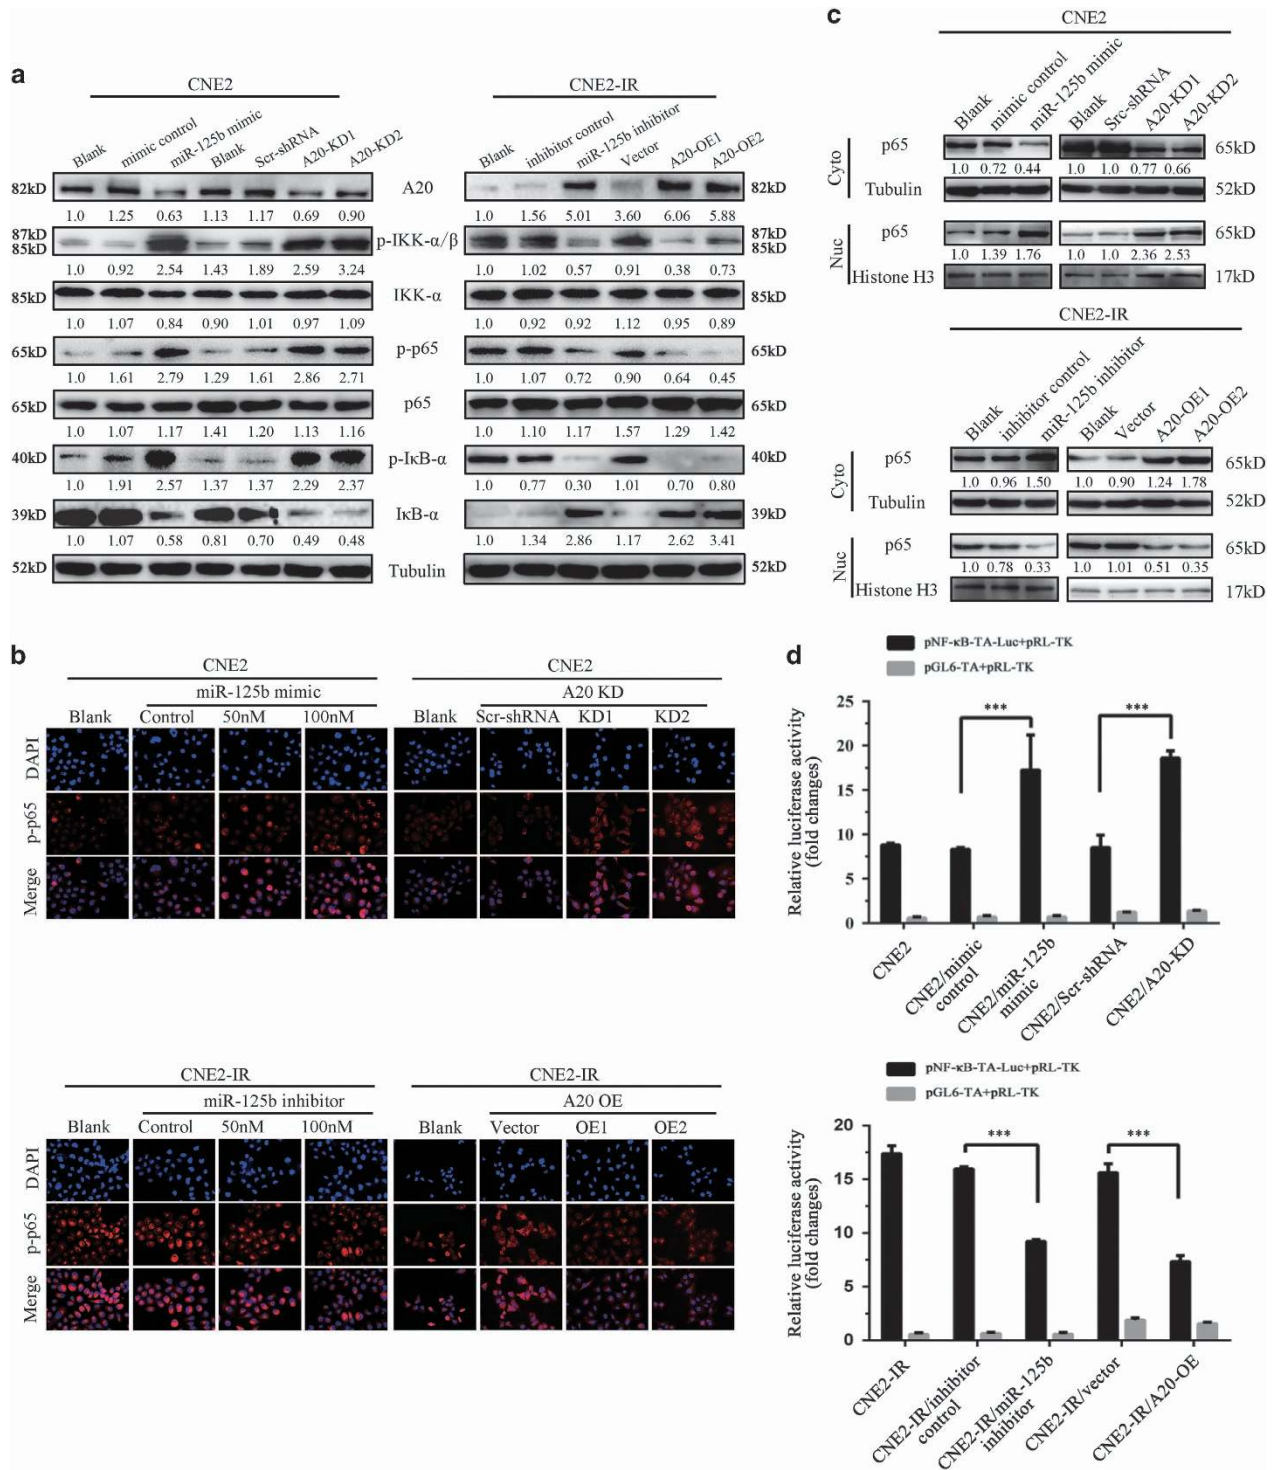 a
CNE2
Blank mimic control miR-125b mimic Blank Scr-shRNA A20-KD1 A20-KD2
CNE2-IR
Blank inhibitor control miR-125b inhibitor Vector A20-OE1 A20-OE2
82kD A20 82kD
1.0 1.25 0.63 1.13 1.17 0.69 0.90 1.0 1.56 5.01 3.60 6.06 5.88
87kD 87kD
85kD p-IKK-α/β 85kD
1.0 0.92 2.54 1.43 1.89 2.59 3.24 1.0 1.02 0.57 0.91 0.38 0.73
85kD IKK-α 85kD
1.0 1.07 0.84 0.90 1.01 0.97 1.09 1.0 0.92 0.92 1.12 0.95 0.89
65kD p-p65 65kD
1.0 1.61 2.79 1.29 1.61 2.86 2.71 1.0 1.07 0.72 0.90 0.64 0.45
65kD p65 65kD
1.0 1.07 1.17 1.41 1.20 1.13 1.16 1.0 1.10 1.17 1.57 1.29 1.42
40kD p-IκB-α 40kD
1.0 1.91 2.57 1.37 1.37 2.29 2.37 1.0 0.77 0.30 1.01 0.70 0.80
39kD IκB-α 39kD
1.0 1.07 0.58 0.81 0.70 0.49 0.48 1.0 1.34 2.86 1.17 2.62 3.41
52kD Tubulin 52kD
b
CNE2
miR-125b mimic
Blank Control 50nM 100nM
CNE2
A20 KD
Blank Scr-shRNA KD1 KD2
DAPI
p-p65
Merge
CNE2-IR
miR-125b inhibitor
Blank Control 50nM 100nM
CNE2-IR
A20 OE
Blank Vector OE1 OE2
DAPI
p-p65
Merge
c
CNE2
Blank mimic control miR-125b mimic Blank Src-shRNA A20-KD1 A20-KD2
Cyto
p65 65kD
1.0 0.72 0.44 1.0 1.0 0.77 0.66
Tubulin 52kD
Nuc
p65 65kD
1.0 1.39 1.76 1.0 1.0 2.36 2.53
Histone H3 17kD
CNE2-IR
Blank inhibitor control miR-125b inhibitor Blank Vector A20-OE1 A20-OE2
Cyto
p65 65kD
1.0 0.96 1.50 1.0 0.90 1.24 1.78
Tubulin 52kD
Nuc
p65 65kD
1.0 0.78 0.33 1.0 1.01 0.51 0.35
Histone H3 17kD
d
pNF-κB-TA-Luc+pRL-TK
pGL6-TA+pRL-TK
Relative luciferase activity
(fold changes)
25
20
15
10
5
0
*** ***
CNE2
CNE2/mimic
control
CNE2/miR-125b
mimic
CNE2/Scr-shRNA
CNE2/A20-KD
pNF-κB-TA-Luc+pRL-TK
pGL6-TA+pRL-TK
Relative luciferase activity
(fold changes)
20
15
10
5
0
*** ***
CNE2-IR
CNE2-IR/inhibitor
control
CNE2-IR/miR-125b
inhibitor
CNE2-IR/vector
CNE2-IR/A20-OE